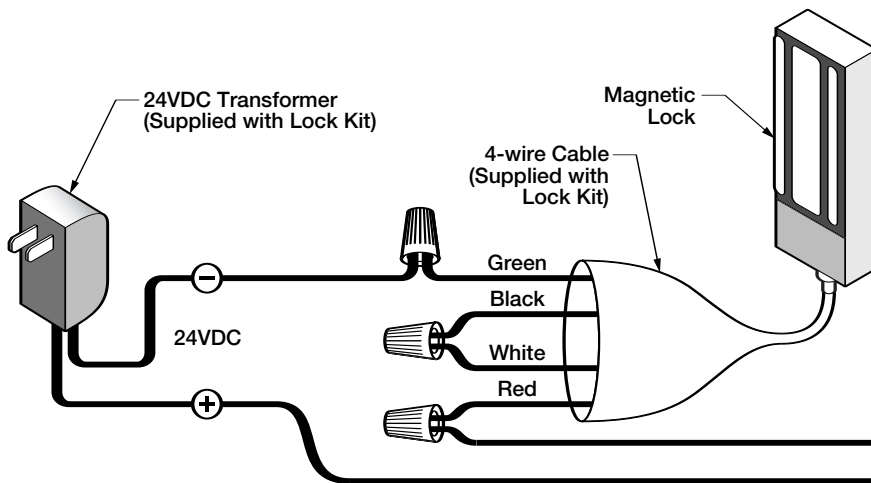 24VDC Transformer
(Supplied with Lock Kit)
Magnetic
Lock
4-wire Cable
(Supplied with
Lock Kit)
Green
−
Black
24VDC
White
Red
+